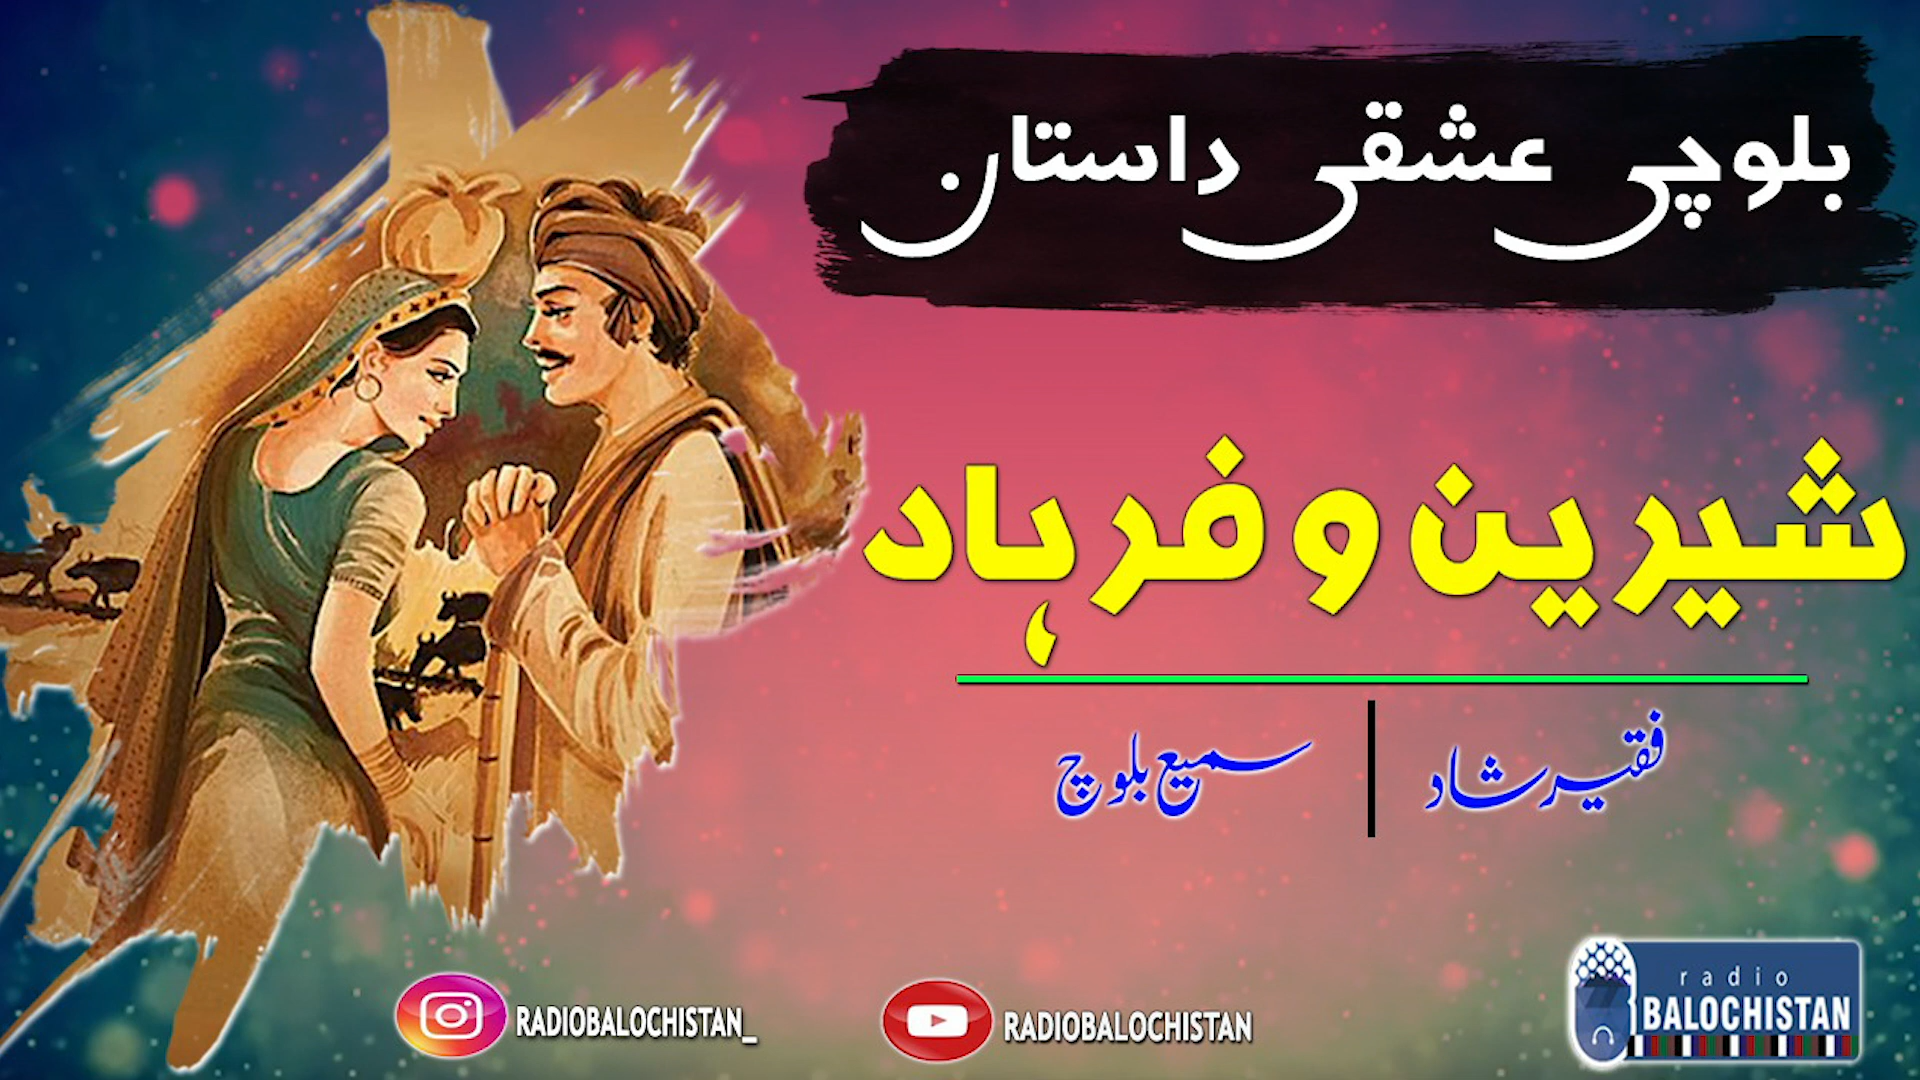 بلوچی عشقی داستان
شیرین و فرہاد
فقیر شاد | سمیع بلوچ
RADIOBALOCHISTAN_
RADIOBALOCHISTAN
radio
BALOCHISTAN